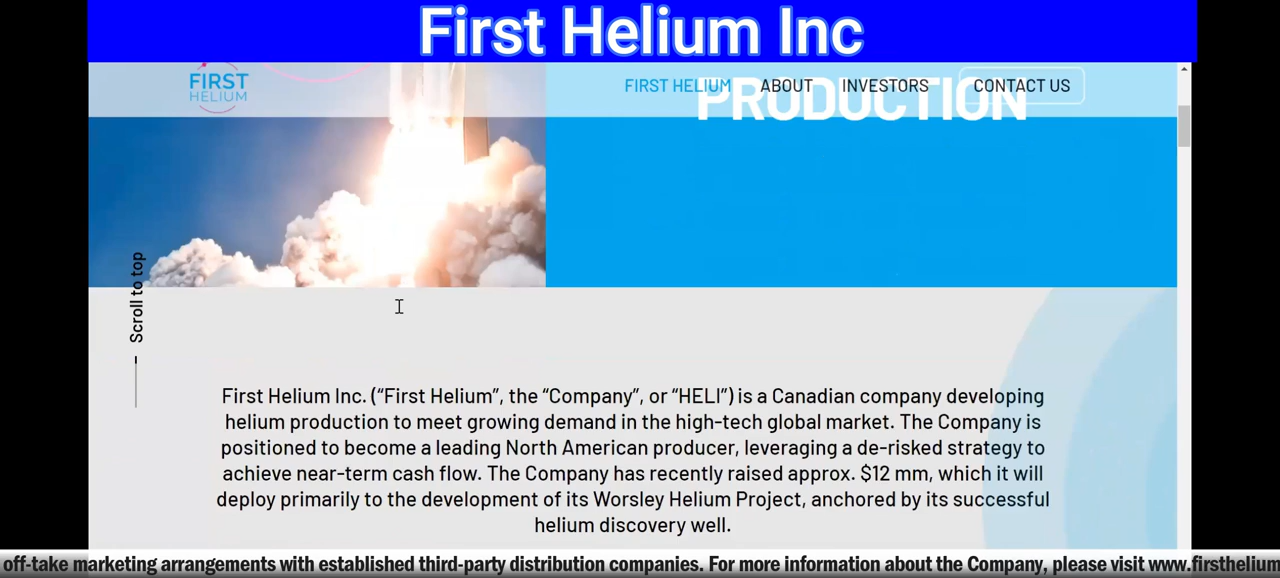 First Helium Inc
FIRST
HELIUM
FIRST HELIUM
ABOUT
INVESTORS
CONTACT US
PRODUCTION
Scroll to top
First Helium Inc. (“First Helium”, the “Company”, or “HELI”) is a Canadian company developing
helium production to meet growing demand in the high-tech global market. The Company is
positioned to become a leading North American producer, leveraging a de-risked strategy to
achieve near-term cash flow. The Company has recently raised approx. $12 mm, which it will
deploy primarily to the development of its Worsley Helium Project, anchored by its successful
helium discovery well.
off-take marketing arrangements with established third-party distribution companies. For more information about the Company, please visit www.firsthelium